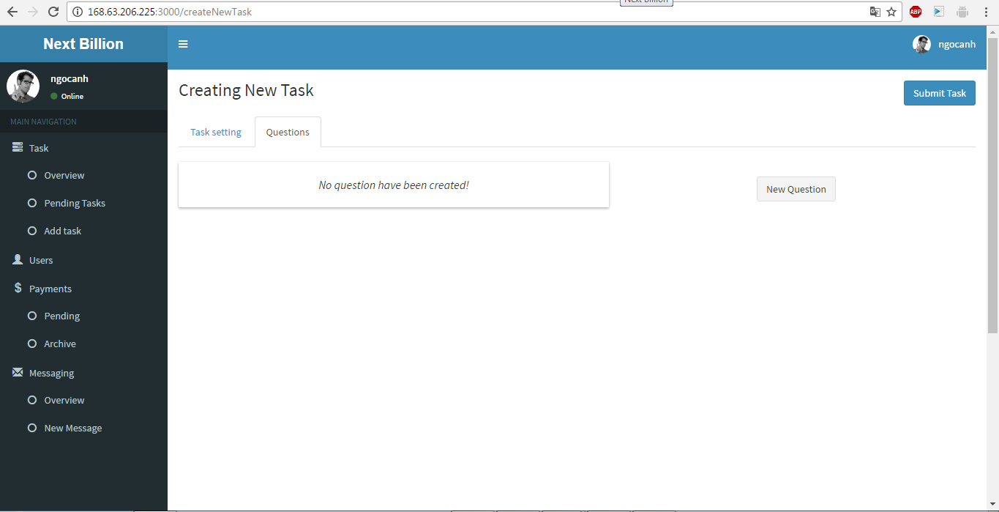 Next Billion
168.63.206.225:3000/createNewTask
ABP
Next Billion
ngocanh
ngocanh
Online
MAIN NAVIGATION
Task
Overview
Pending Tasks
Add task
Users
$ Payments
Pending
Archive
Messaging
Overview
New Message
Creating New Task
Submit Task
Task setting
Questions
No question have been created!
New Question